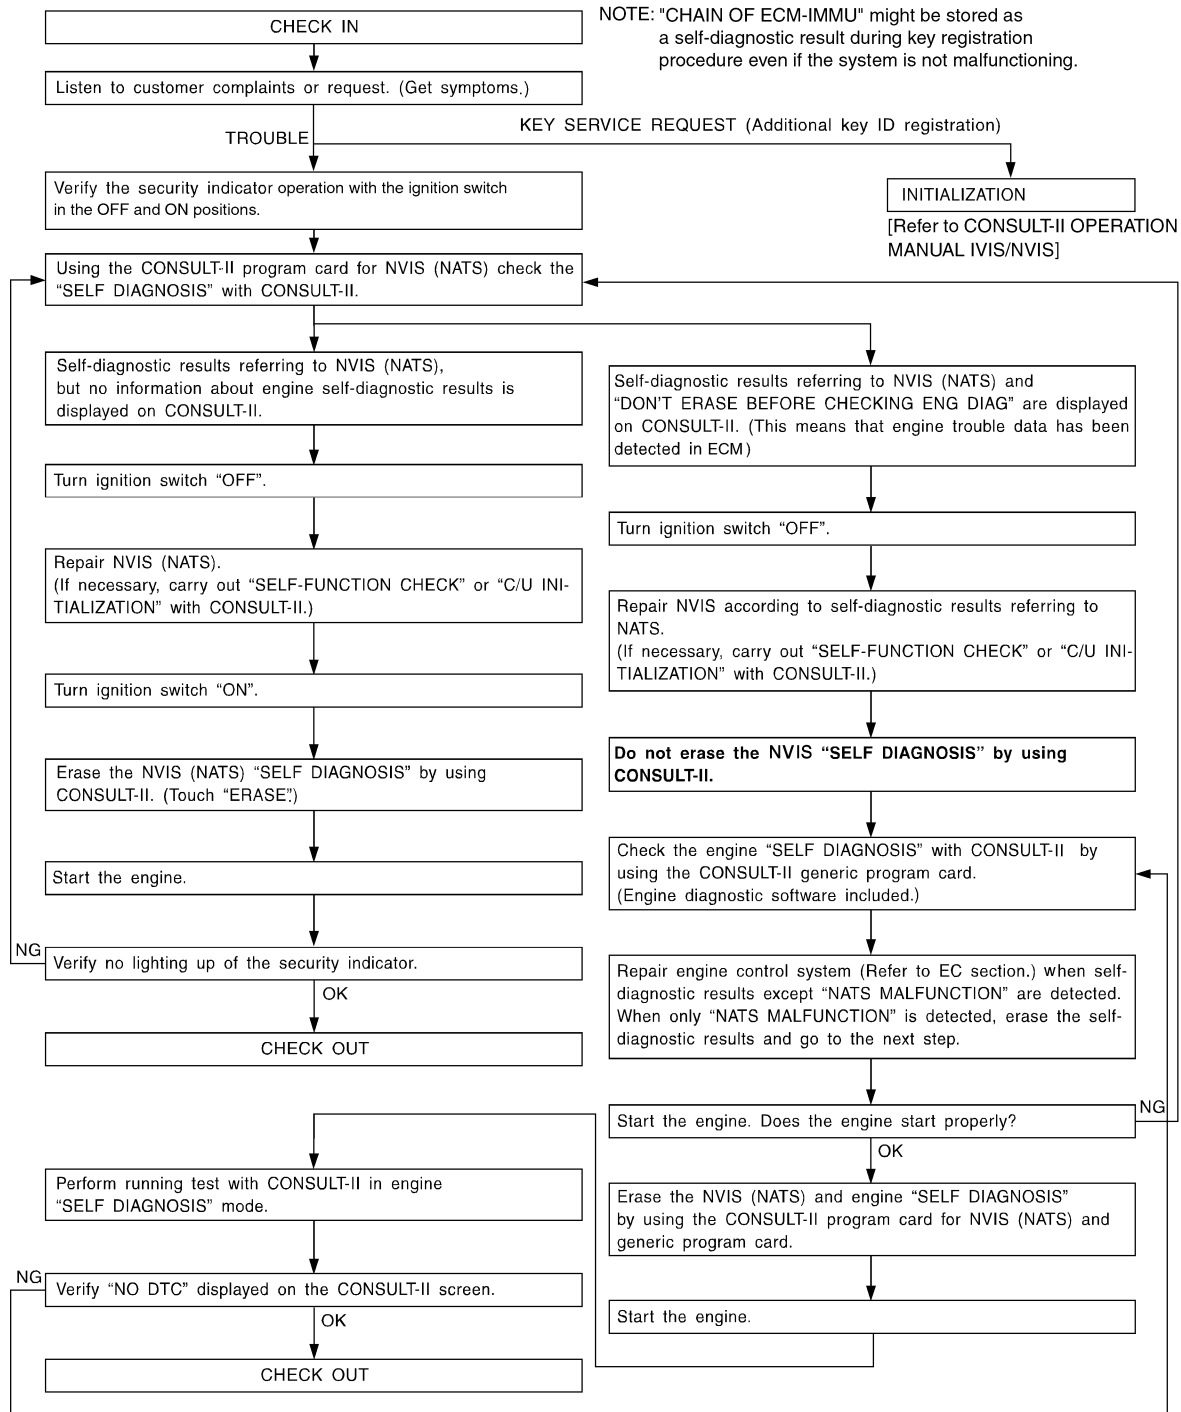 CHECK IN
NOTE: "CHAIN OF ECM-IMMU" might be stored as
a self-diagnostic result during key registration
procedure even if the system is not malfunctioning.
Listen to customer complaints or request. (Get symptoms.)
TROUBLE
KEY SERVICE REQUEST (Additional key ID registration)
Verify the security indicator operation with the ignition switch
in the OFF and ON positions.
INITIALIZATION
[Refer to CONSULT-II OPERATION
MANUAL IVIS/NVIS]
Using the CONSULT-II program card for NVIS (NATS) check the
“SELF DIAGNOSIS” with CONSULT-II.
Self-diagnostic results referring to NVIS (NATS),
but no information about engine self-diagnostic results is
displayed on CONSULT-II.
Turn ignition switch “OFF”.
Repair NVIS (NATS).
(If necessary, carry out “SELF-FUNCTION CHECK” or “C/U INI-
TIALIZATION” with CONSULT-II.)
Turn ignition switch “ON”.
Erase the NVIS (NATS) “SELF DIAGNOSIS” by using
CONSULT-II. (Touch “ERASE”.)
Start the engine.
NG
Verify no lighting up of the security indicator.
OK
CHECK OUT
Self-diagnostic results referring to NVIS (NATS) and
“DON’T ERASE BEFORE CHECKING ENG DIAG” are displayed
on CONSULT-II. (This means that engine trouble data has been
detected in ECM)
Turn ignition switch “OFF”.
Repair NVIS according to self-diagnostic results referring to
NATS.
(If necessary, carry out “SELF-FUNCTION CHECK” or “C/U INI-
TIALIZATION” with CONSULT-II.)
Do not erase the NVIS “SELF DIAGNOSIS” by using
CONSULT-II.
Check the engine “SELF DIAGNOSIS” with CONSULT-II by
using the CONSULT-II generic program card.
(Engine diagnostic software included.)
Repair engine control system (Refer to EC section.) when self-
diagnostic results except “NATS MALFUNCTION” are detected.
When only “NATS MALFUNCTION” is detected, erase the self-
diagnostic results and go to the next step.
Start the engine. Does the engine start properly?
NG
OK
Erase the NVIS (NATS) and engine “SELF DIAGNOSIS”
by using the CONSULT-II program card for NVIS (NATS) and
generic program card.
Start the engine.
Perform running test with CONSULT-II in engine
“SELF DIAGNOSIS” mode.
NG
Verify “NO DTC” displayed on the CONSULT-II screen.
OK
CHECK OUT